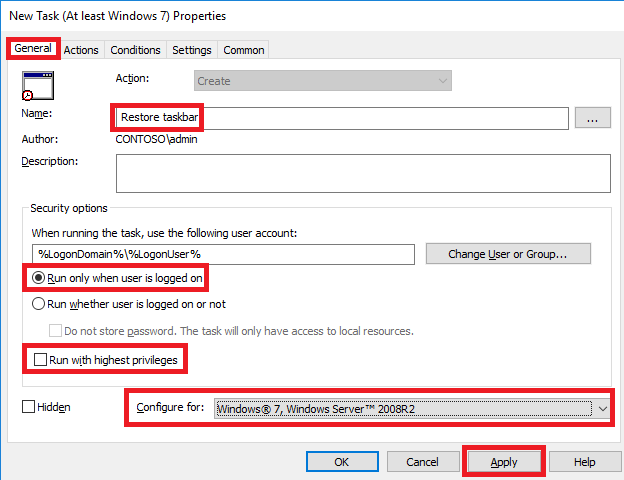 New Task (At least Windows 7) Properties
General Actions Conditions Settings Common
Action: Create
Name: Restore taskbar ...
Author: CONTOSO\admin
Description:
Security options
When running the task, use the following user account:
%LogonDomain%\%LogonUser% Change User or Group...
Run only when user is logged on
Run whether user is logged on or not
Do not store password. The task will only have access to local resources.
Run with highest privileges
Hidden Configure for: Windows® 7, Windows Server™ 2008R2
OK Cancel Apply Help